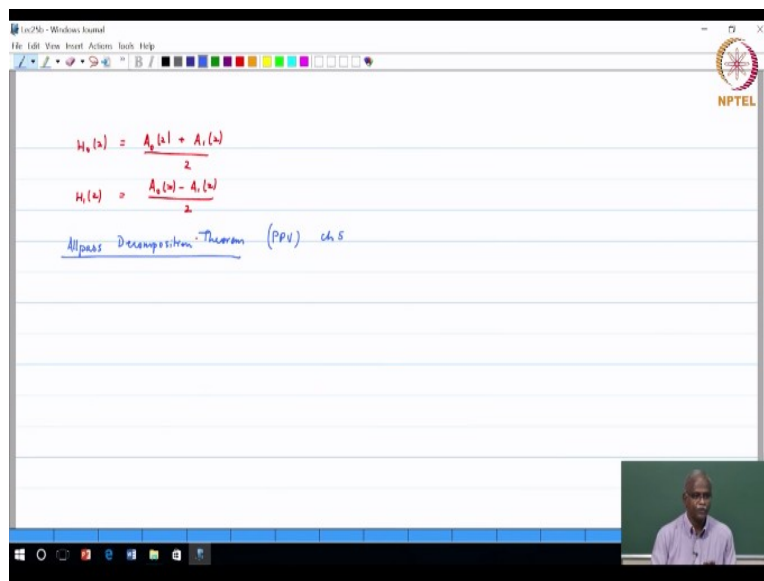 Lec25b - Windows Journal
File Edit View Insert Actions Tools Help
NPTEL
H₀(z) = A₀(z) + A₁(z)
2
H₁(z) = A₀(z) - A₁(z)
2
Allpass Decomposition Theorem (PPV) ch 5